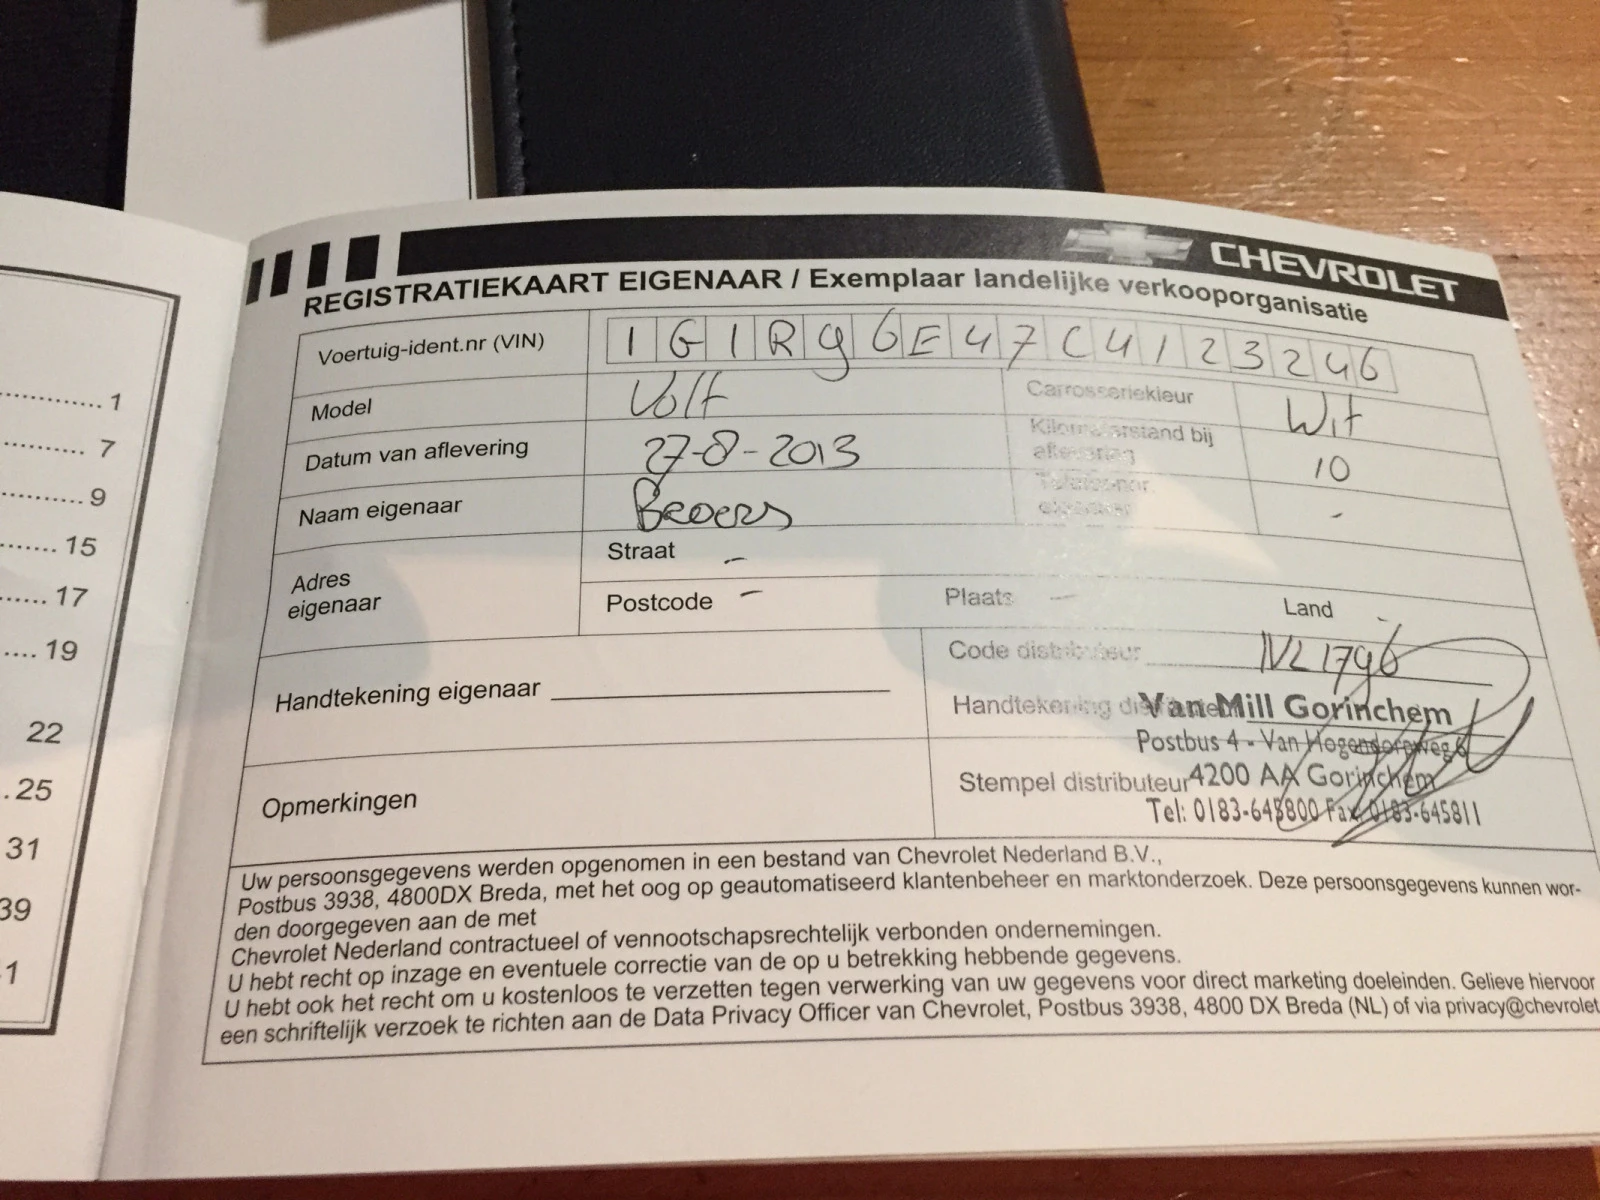 1
7
9
15
17
19
22
25
31
39
1
CHEVROLET
REGISTRATIEKAART EIGENAAR / Exemplaar landelijke verkooporganisatie
Voertuig-ident.nr (VIN) 1G1R96E47C4123246
Model Volt Carrosseriekleur Wit
Datum van aflevering 27-8-2013 Kilometerstand bij aflevering 10
Naam eigenaar Beoers -
Adres eigenaar
Straat -
Postcode - Plaats - Land -
Handtekening eigenaar
Code distributeur NL1796
Handtekening distributeur
Opmerkingen
Stempel distributeur
Van Mill Gorinchem
Postbus 4 - Van Hogendorpweg 6
4200 AA Gorinchem
Tel: 0183-645800 Fax 0183-645811
Uw persoonsgegevens werden opgenomen in een bestand van Chevrolet Nederland B.V.,
Postbus 3938, 4800DX Breda, met het oog op geautomatiseerd klantenbeheer en marktonderzoek. Deze persoonsgegevens kunnen wor-
den doorgegeven aan de met
Chevrolet Nederland contractueel of vennootschapsrechtelijk verbonden ondernemingen.
U hebt recht op inzage en eventuele correctie van de op u betrekking hebbende gegevens.
U hebt ook het recht om u kostenloos te verzetten tegen verwerking van uw gegevens voor direct marketing doeleinden. Gelieve hiervoor
een schriftelijk verzoek te richten aan de Data Privacy Officer van Chevrolet, Postbus 3938, 4800 DX Breda (NL) of via privacy@chevrolet